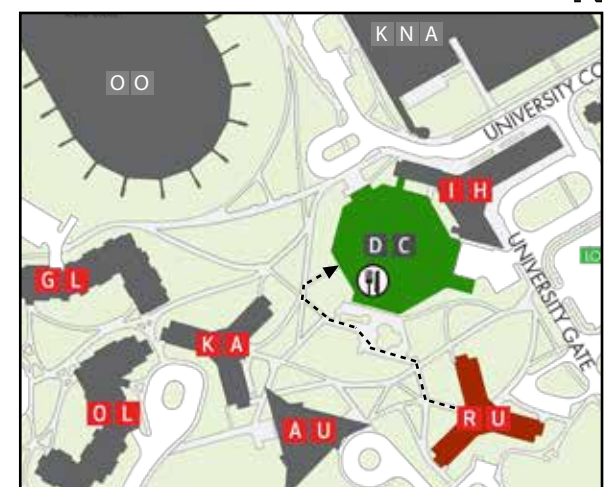 K N A
O O
UNIVERSITY CO
I H
D C
UNIVERSITY GATE
G L
K A
O L
A U
R U